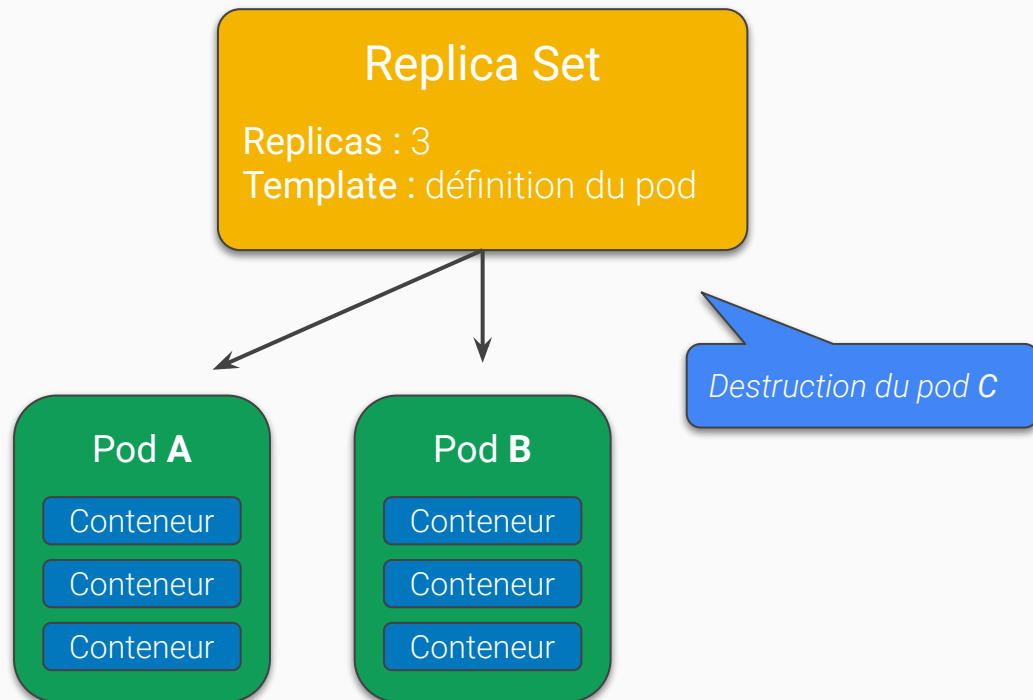 Replica Set
Replicas : 3
Template : définition du pod
Destruction du pod C
Pod A
Conteneur
Conteneur
Conteneur
Pod B
Conteneur
Conteneur
Conteneur